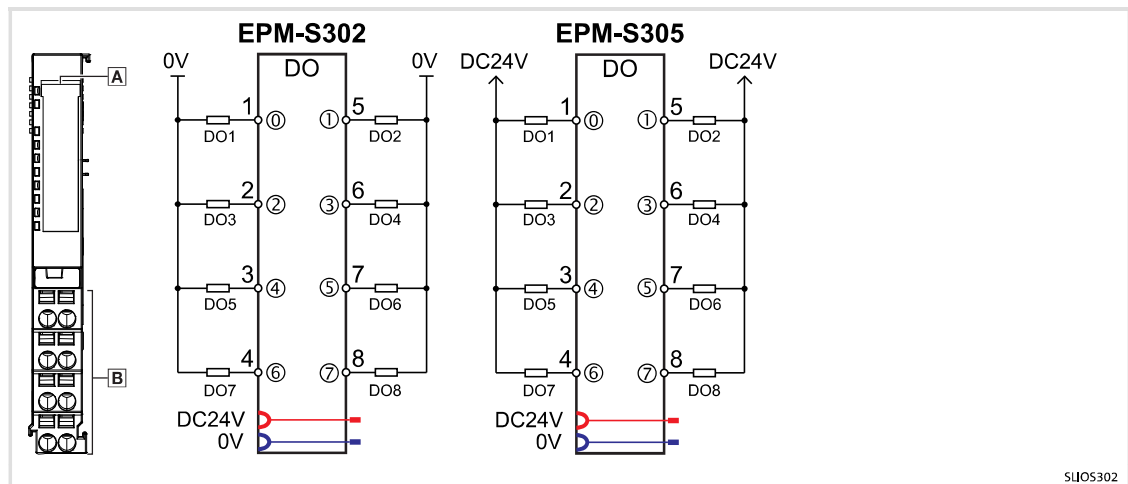 EPM-S302 EPM-S305
A 0V DO 0V DC24V DO DC24V
1 ⓪ ① 5 1 ⓪ ① 5
DO1 DO2 DO1 DO2
2 ② ③ 6 2 ② ③ 6
DO3 DO4 DO3 DO4
3 ④ ⑤ 7 3 ④ ⑤ 7
DO5 DO6 DO5 DO6
4 ⑥ ⑦ 8 4 ⑥ ⑦ 8
B DO7 DO8 DO7 DO8
DC24V DC24V
0V 0V
SLIOS302